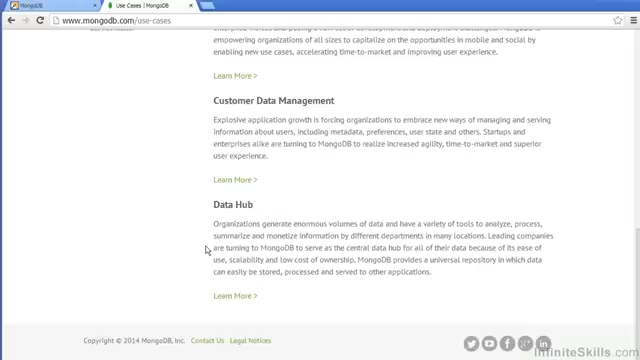 MongoDB
Use Cases | MongoDB
www.mongodb.com/use-cases
empowering organizations of all sizes to capitalize on the opportunities in mobile and social by
enabling new use cases, accelerating time-to-market and improving user experience.
Learn More >
Customer Data Management
Explosive application growth is forcing organizations to embrace new ways of managing and serving
information about users, including metadata, preferences, user state and others. Startups and
enterprises alike are turning to MongoDB to realize increased agility, time-to-market and superior
user experience.
Learn More >
Data Hub
Organizations generate enormous volumes of data and have a variety of tools to analyze, process,
summarize and monetize information by different departments in many locations. Leading companies
are turning to MongoDB to serve as the central data hub for all of their data because of its ease of
use, scalability and low cost of ownership. MongoDB provides a universal repository in which data
can easily be stored, processed and served to other applications.
Learn More >
Copyright © 2014 MongoDB, Inc. Contact Us Legal Notices
InfiniteSkills.com